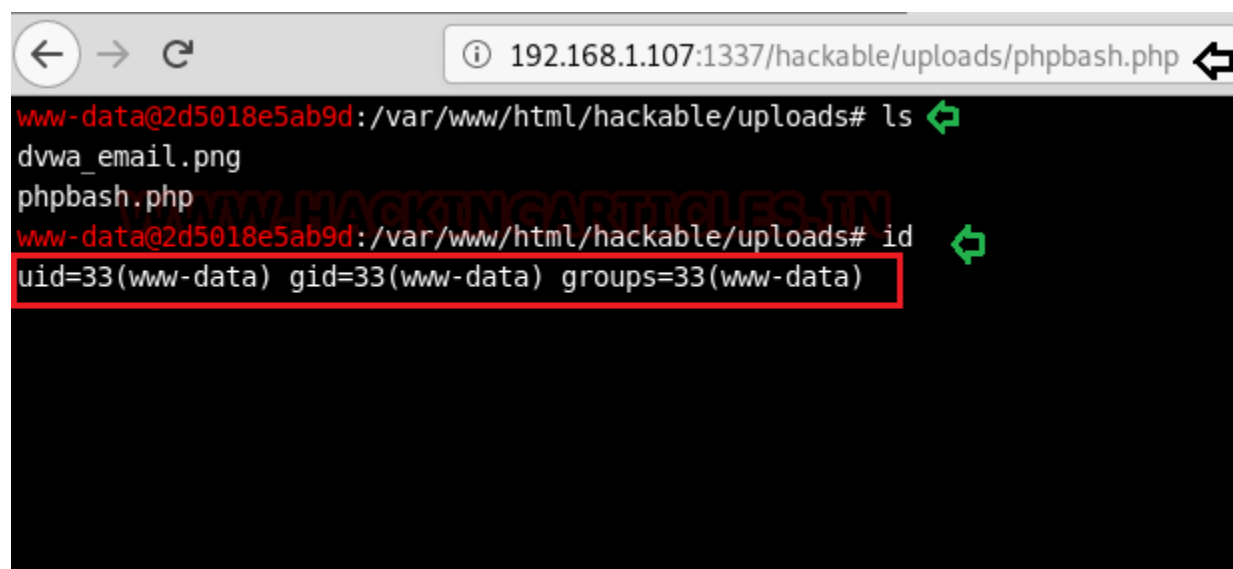 192.168.1.107:1337/hackable/uploads/phpbash.php
www-data@2d5018e5ab9d:/var/www/html/hackable/uploads# ls
dvwa_email.png
phpbash.php
WWW.HACKINGARTICLES.IN
www-data@2d5018e5ab9d:/var/www/html/hackable/uploads# id
uid=33(www-data) gid=33(www-data) groups=33(www-data)